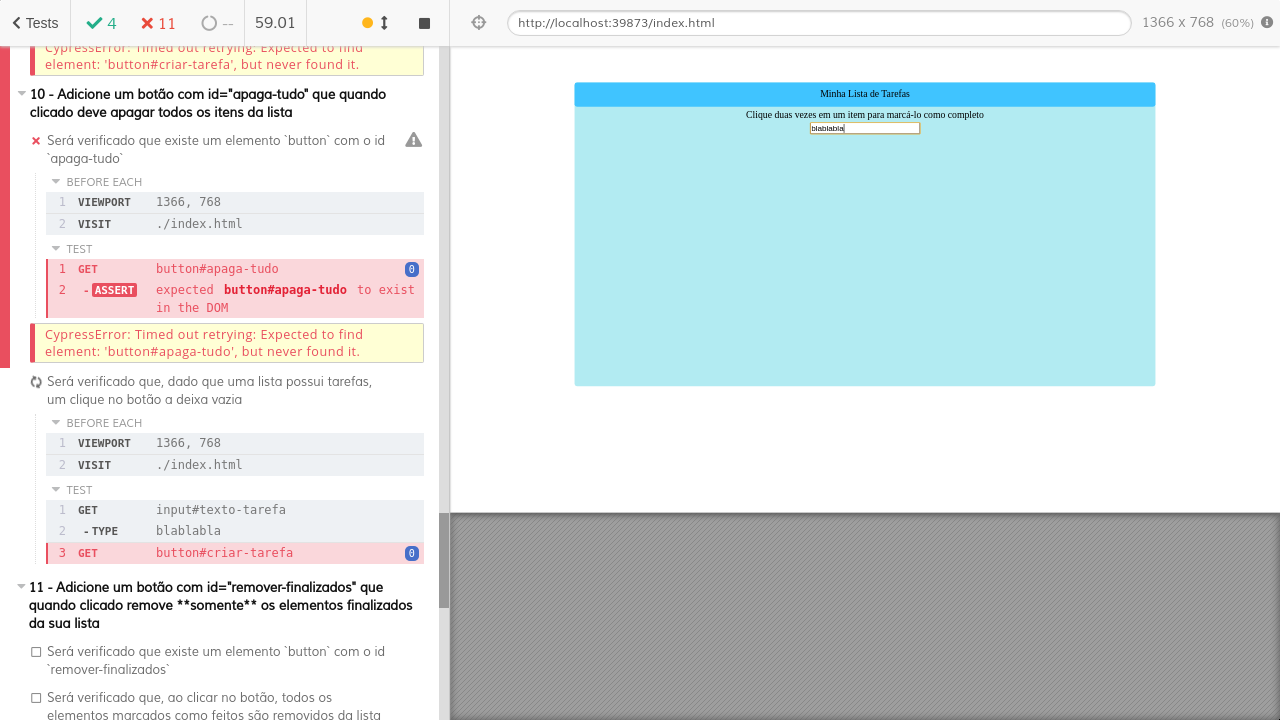 Tests
4
11
--
59.01
http://localhost:39873/index.html
1366 x 768 (60%)
CypressError: Timed out retrying: Expected to find
element: 'button#criar-tarefa', but never found it.
10 - Adicione um botão com id="apaga-tudo" que quando
clicado deve apagar todos os itens da lista
Será verificado que existe um elemento `button` com o id
`apaga-tudo`
BEFORE EACH
1 VIEWPORT 1366, 768
2 VISIT ./index.html
TEST
1 GET button#apaga-tudo 0
2 -ASSERT expected button#apaga-tudo to exist
in the DOM
CypressError: Timed out retrying: Expected to find
element: 'button#apaga-tudo', but never found it.
Será verificado que, dado que uma lista possui tarefas,
um clique no botão a deixa vazia
BEFORE EACH
1 VIEWPORT 1366, 768
2 VISIT ./index.html
TEST
1 GET input#texto-tarefa
2 -TYPE blablabla
3 GET button#criar-tarefa 0
11 - Adicione um botão com id="remover-finalizados" que
quando clicado remove **somente** os elementos finalizados
da sua lista
Será verificado que existe um elemento `button` com o id
`remover-finalizados`
Será verificado que, ao clicar no botão, todos os
elementos marcados como feitos são removidos da lista
Minha Lista de Tarefas
Clique duas vezes em um item para marcá-lo como completo
blablabla